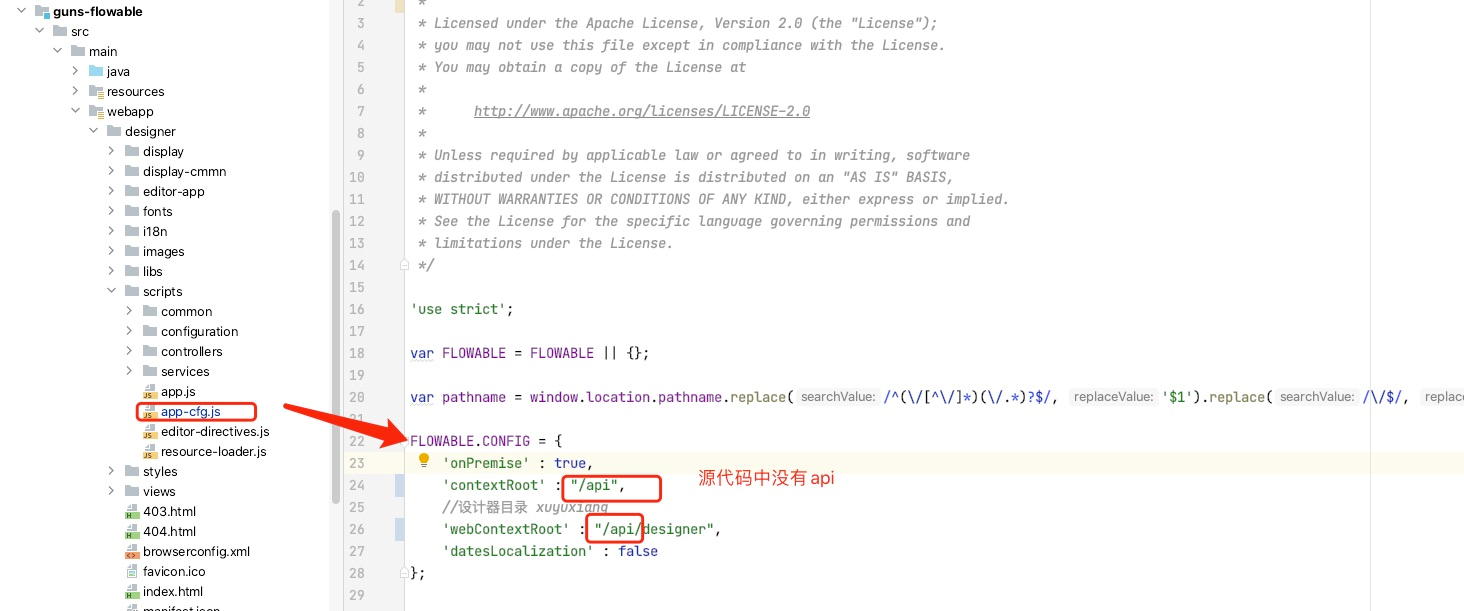 guns-flowable
src
main
java
resources
webapp
designer
display
display-cmmn
editor-app
fonts
i18n
images
libs
scripts
common
configuration
controllers
services
app.js
app-cfg.js
editor-directives.js
resource-loader.js
styles
views
403.html
404.html
browserconfig.xml
favicon.ico
index.html
manifest.json
2 *
3 * Licensed under the Apache License, Version 2.0 (the "License");
4 * you may not use this file except in compliance with the License.
5 * You may obtain a copy of the License at
6 *
7 * http://www.apache.org/licenses/LICENSE-2.0
8 *
9 * Unless required by applicable law or agreed to in writing, software
10 * distributed under the License is distributed on an "AS IS" BASIS,
11 * WITHOUT WARRANTIES OR CONDITIONS OF ANY KIND, either express or implied.
12 * See the License for the specific language governing permissions and
13 * limitations under the License.
14 */
15
16 'use strict';
17
18 var FLOWABLE = FLOWABLE || {};
19
20 var pathname = window.location.pathname.replace( searchValue: /^(\/[^\/]*)(\/.*)?$/, replaceValue: '$1').replace( searchValue: /\/$/, replace
21
22 FLOWABLE.CONFIG = {
23 'onPremise' : true,
24 'contextRoot' : "/api",
源代码中没有api
25 //设计器目录 xuyuxiang
26 'webContextRoot' : "/api/designer",
27 'datesLocalization' : false
28 };
29